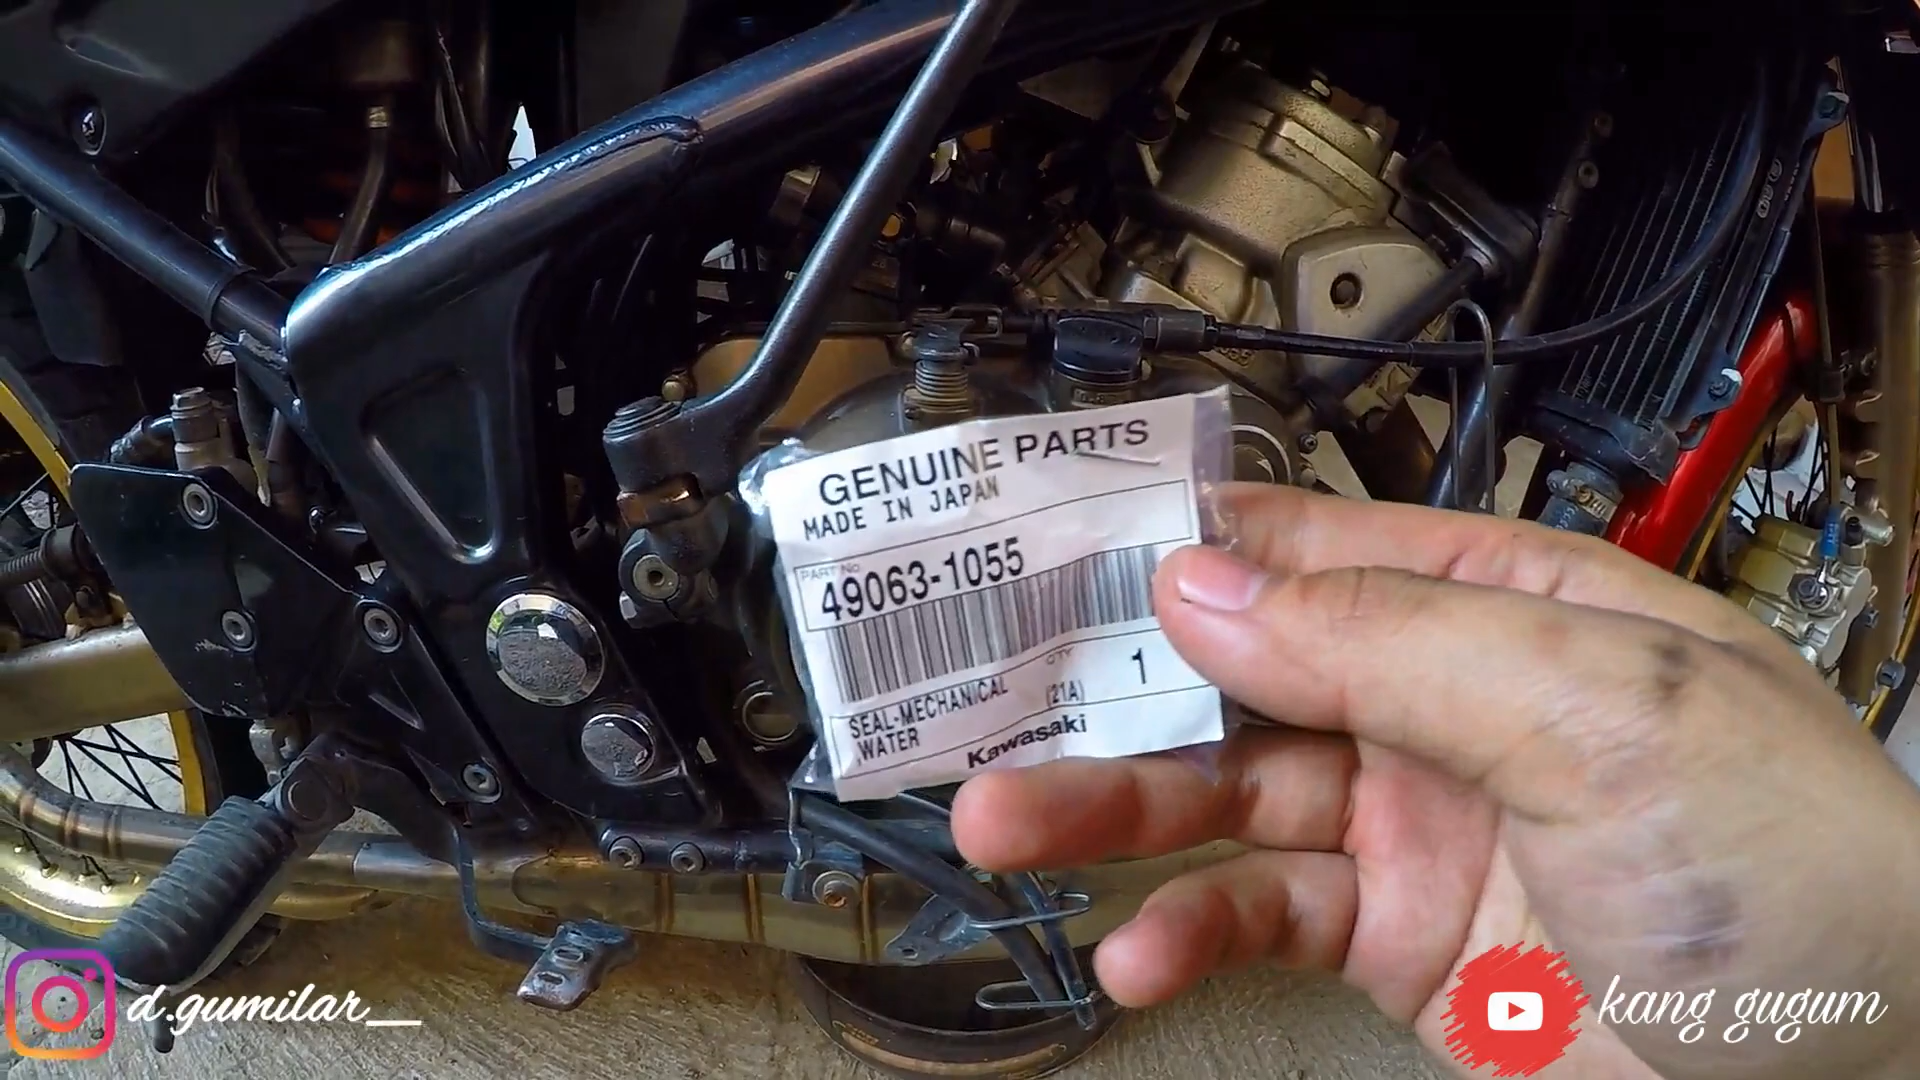 GENUINE PARTS
MADE IN JAPAN
PART No.
49063-1055
QTY
1
SEAL-MECHANICAL
(21A)
,WATER
Kawasaki
d.gumilar__
kang gugum